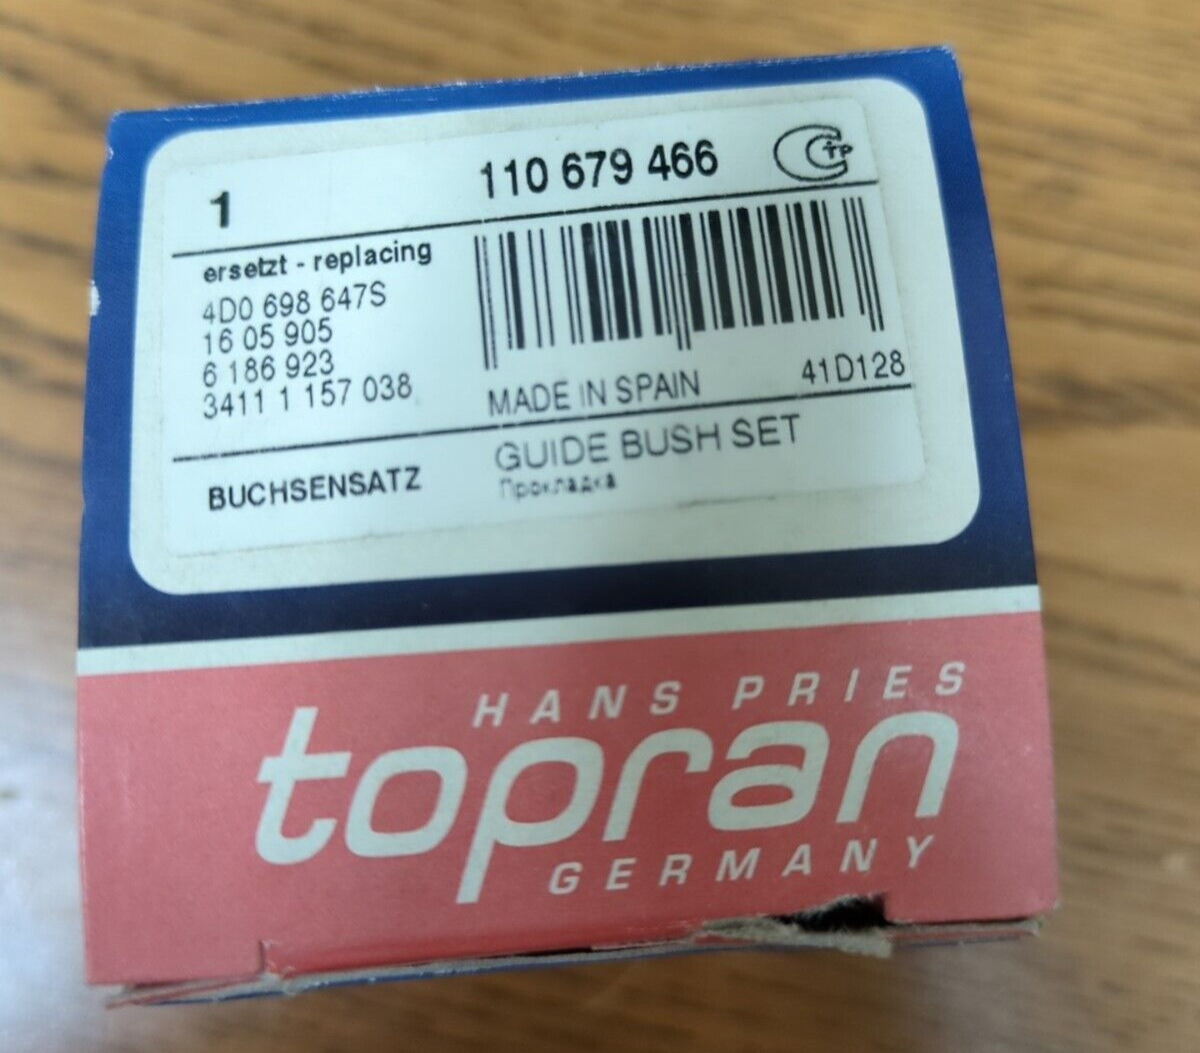 1 110 679 466 CTP
ersetzt - replacing
4D0 698 647S
16 05 905
6 186 923
3411 1 157 038
MADE IN SPAIN 41D128
BUCHSENSATZ GUIDE BUSH SET
Прокладка
HANS PRIES
topran
GERMANY